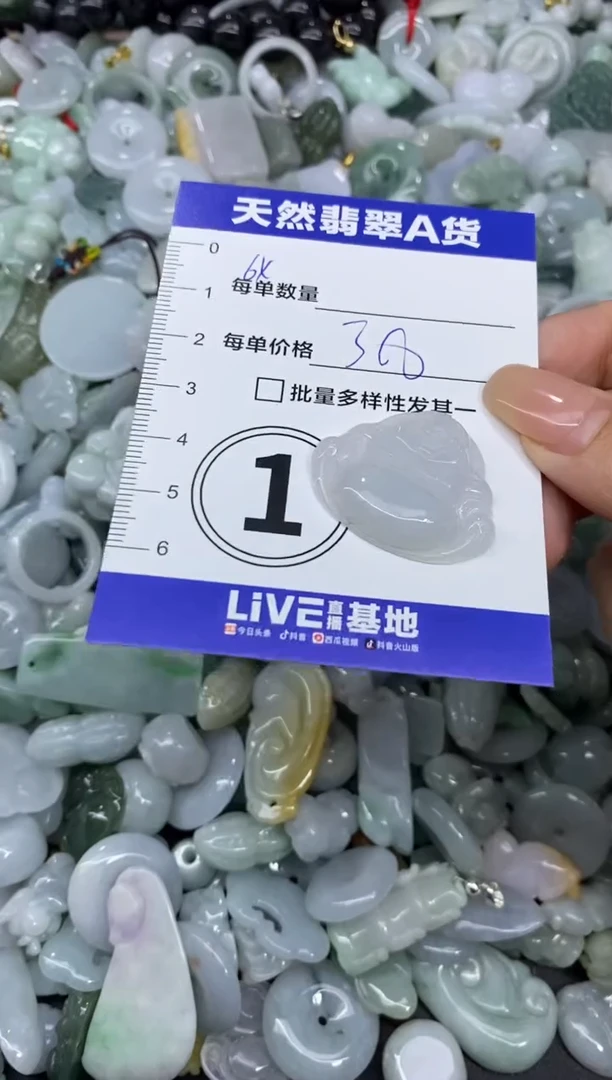 天然翡翠A货
0
6K
1
每单数量
2
每单价格
3
□批量多样性发其一
4
1
5
6
LiVE直播基地
今日头条 抖音 西瓜视频 抖音火山版